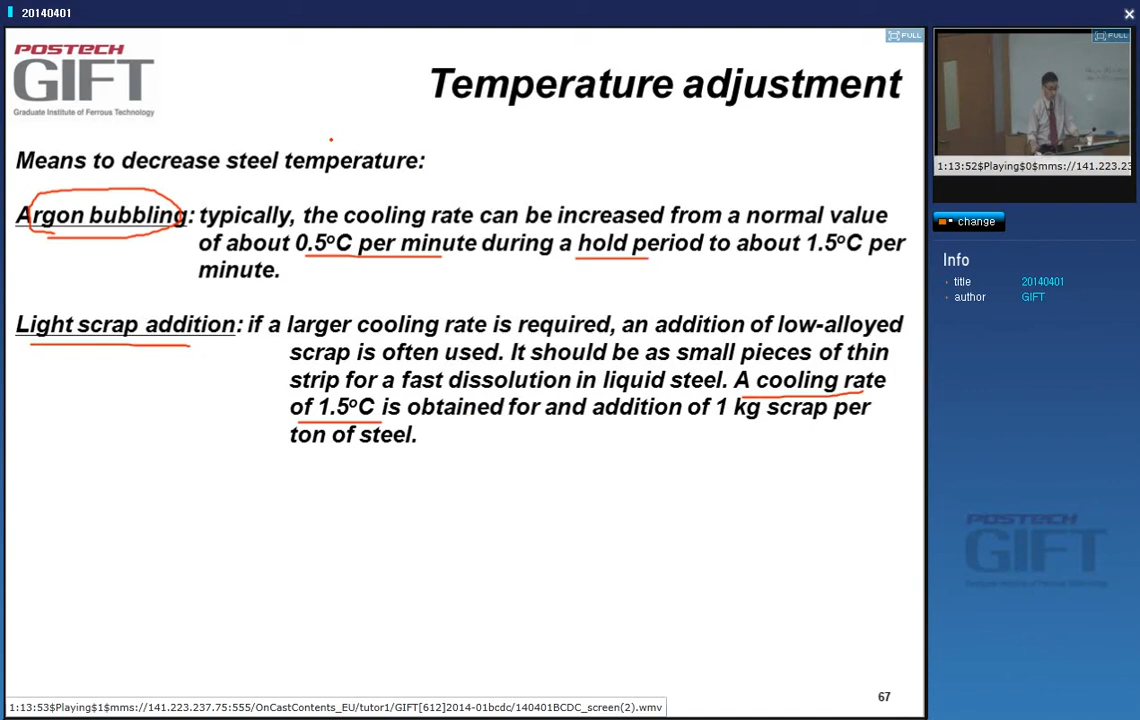 20140401
FULL
POSTECH
GIFT
Graduate Institute of Ferrous Technology
Temperature adjustment
Means to decrease steel temperature:
Argon bubbling: typically, the cooling rate can be increased from a normal value
of about 0.5°C per minute during a hold period to about 1.5°C per
minute.
Light scrap addition: if a larger cooling rate is required, an addition of low-alloyed
scrap is often used. It should be as small pieces of thin
strip for a fast dissolution in liquid steel. A cooling rate
of 1.5°C is obtained for and addition of 1 kg scrap per
ton of steel.
67
1:13:53$Playing$1$mms://141.223.237.75:555/OnCastContents_EU/tutor1/GIFT[612]2014-01bcdc/140401BCDC_screen(2).wmv
FULL
1:13:52$Playing$0$mms://141.223.23
change
Info
title 20140401
author GIFT
POSTECH
GIFT